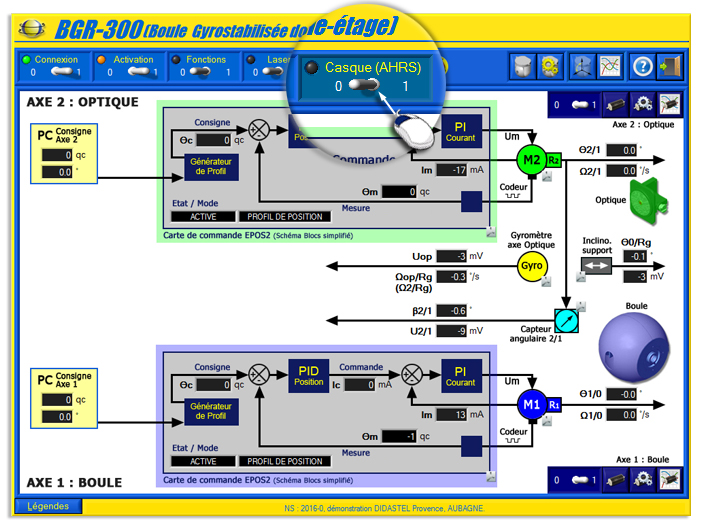 BGR-300 (Boule Gyrostabilisée do
e-étage)
Connexion
0 1
Activation
0 1
Fonctions
0 1
Lase
0
Casque (AHRS)
0 1
AXE 2 : OPTIQUE
0 1
Axe 2 : Optique
PC Consigne
Axe 2
0 qc
0.0 °
Consigne
Θc 0 qc
Générateur
de Profil
Pos
Commande
PI
Courant
Um
Im -17 mA
M2
R2
Θm 0 qc
Mesure
Codeur
Etat / Mode
ACTIVE
PROFIL DE POSITION
Carte de commande EPOS2 (Schéma Blocs simplifié)
Θ2/1 0.0 °
Ω2/1 0.0 °/s
Optique
Gyromètre
axe Optique
Gyro
Uop -3 mV
Ωop/Rg -0.3 °/s
(Ω2/Rg)
Inclino.
support
Θ0/Rg
-0.1 °
-3 mV
β2/1 -0.6 °
U2/1 -9 mV
Capteur
angulaire 2/1
Boule
PC Consigne
Axe 1
0 qc
0.0 °
Consigne
Θc 0 qc
Générateur
de Profil
PID
Position
Commande
Ic 0 mA
PI
Courant
Um
Im 13 mA
M1
R1
Θm -1 qc
Mesure
Codeur
Etat / Mode
ACTIVE
PROFIL DE POSITION
Carte de commande EPOS2 (Schéma Blocs simplifié)
Θ1/0 -0.0 °
Ω1/0 0.0 °/s
Axe 1 : Boule
0 1
AXE 1 : BOULE
Légendes
NS : 2016-0, démonstration DIDASTEL Provence, AUBAGNE.